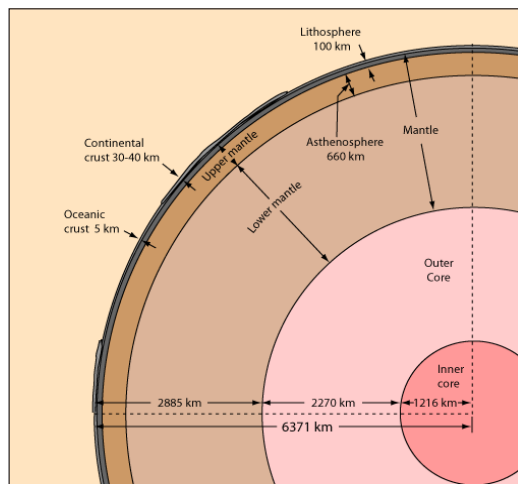 Lithosphere
100 km
Continental
crust 30-40 km
Upper mantle
Asthenosphere
660 km
Mantle
Oceanic
crust 5 km
Lower mantle
Outer
Core
Inner
core
2885 km
2270 km
1216 km
6371 km